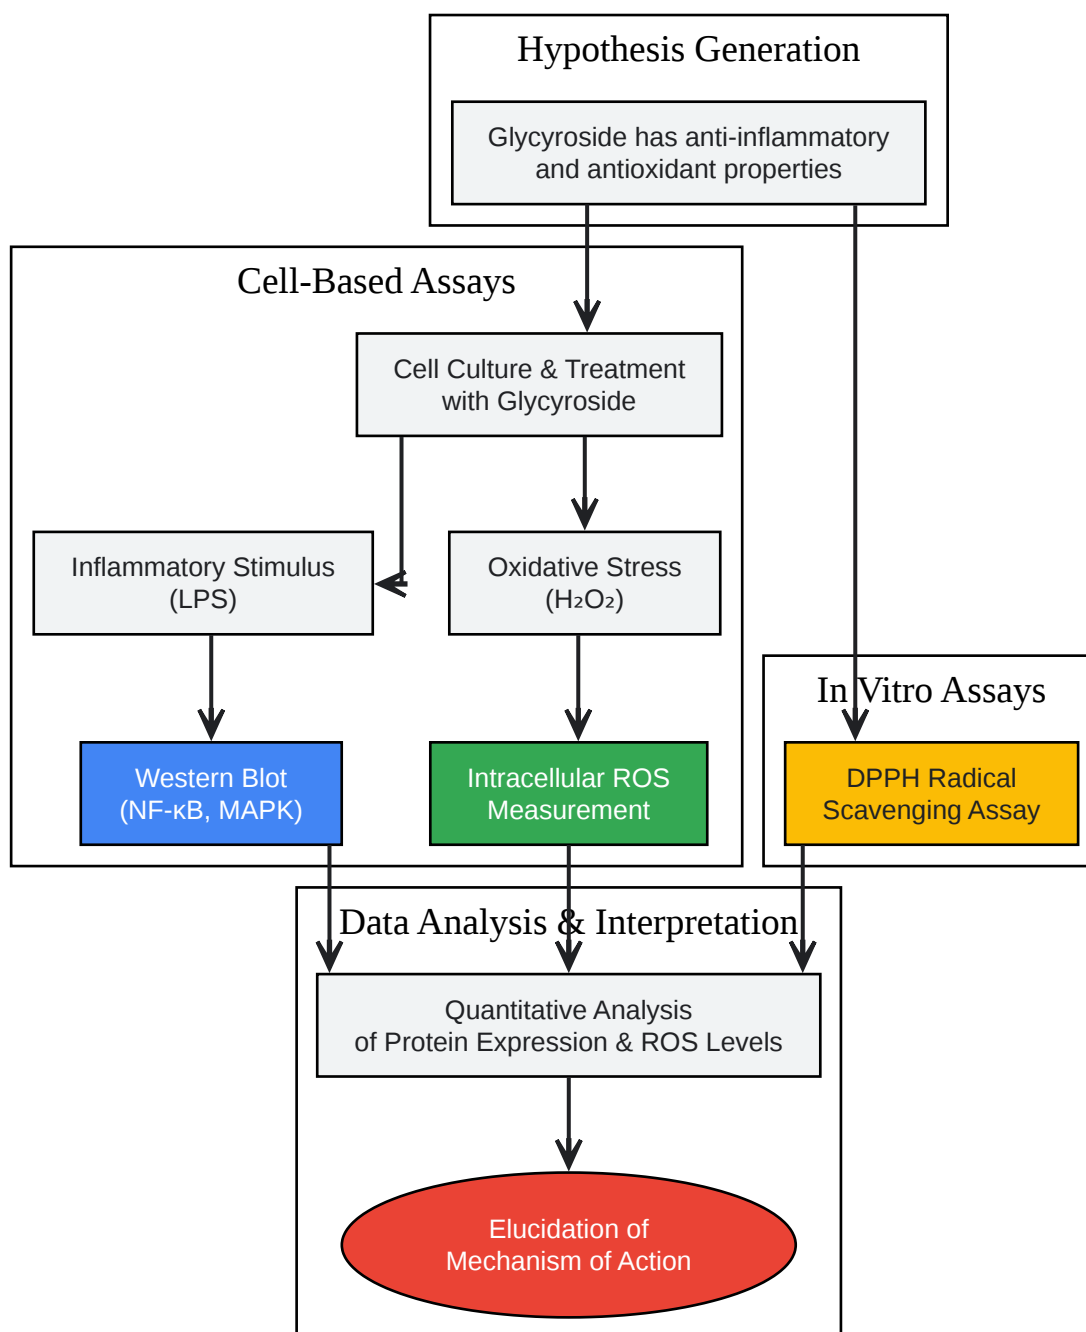 Hypothesis Generation
Glycyroside has anti-inflammatory
and antioxidant properties
Cell-Based Assays
Cell Culture & Treatment
with Glycyroside
Inflammatory Stimulus
(LPS)
Oxidative Stress
(H₂O₂)
In Vitro Assays
Western Blot
(NF-κB, MAPK)
Intracellular ROS
Measurement
DPPH Radical
Scavenging Assay
Data Analysis & Interpretation
Quantitative Analysis
of Protein Expression & ROS Levels
Elucidation of
Mechanism of Action